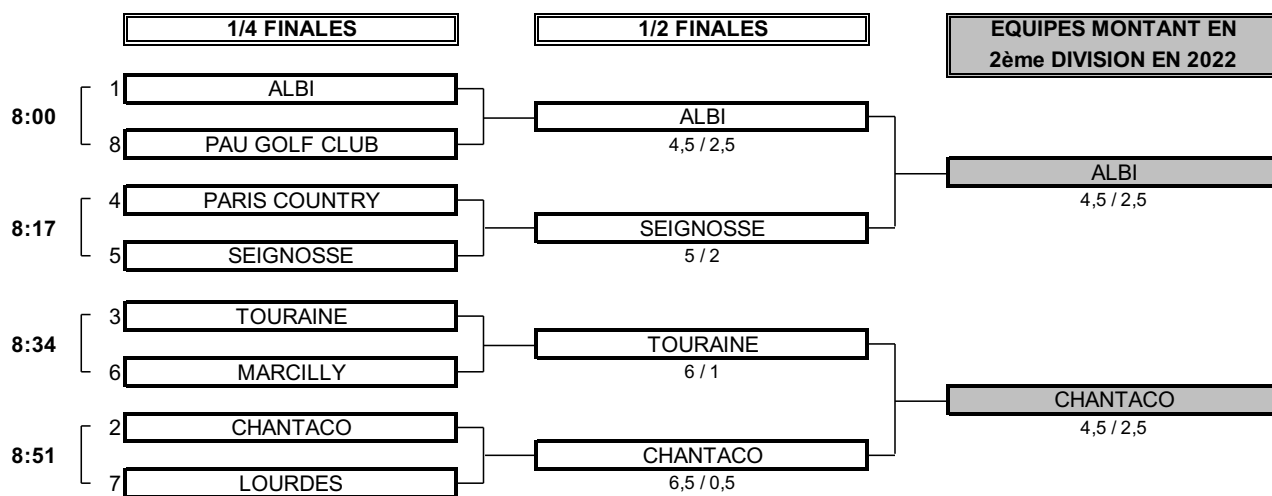 1/4 FINALES
1/2 FINALES
EQUIPES MONTANT EN
2ème DIVISION EN 2022
8:00
1 ALBI
8 PAU GOLF CLUB
ALBI
4,5 / 2,5
8:17
4 PARIS COUNTRY
5 SEIGNOSSE
SEIGNOSSE
5 / 2
ALBI
4,5 / 2,5
8:34
3 TOURAINE
6 MARCILLY
TOURAINE
6 / 1
8:51
2 CHANTACO
7 LOURDES
CHANTACO
6,5 / 0,5
CHANTACO
4,5 / 2,5